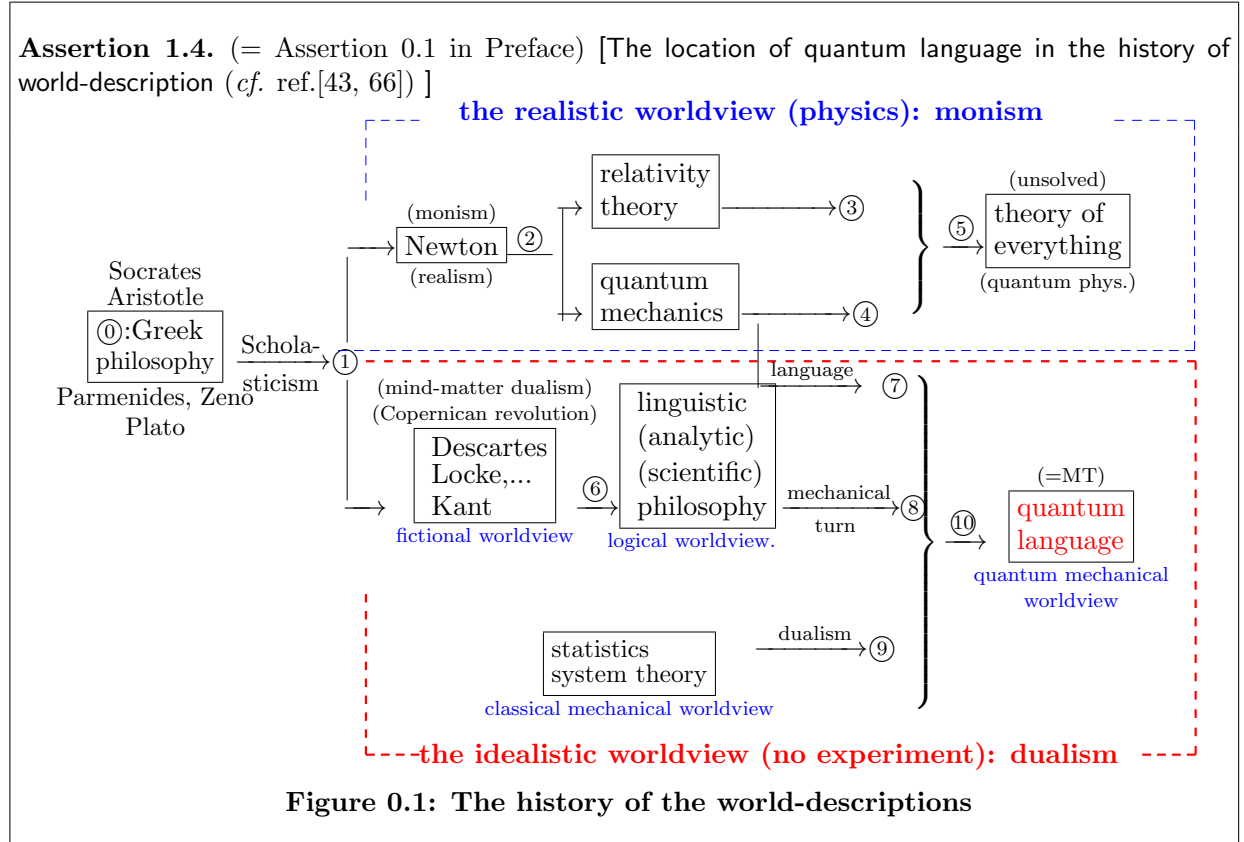 Assertion 1.4. (= Assertion 0.1 in Preface) [The location of quantum language in the history of
world-description (cf. ref.[43, 66]) ]
the realistic worldview (physics): monism
relativity
theory
③
(monism)
Newton
(realism)
②
quantum
mechanics
④
⑤
(unsolved)
theory of
everything
(quantum phys.)
Socrates
Aristotle
⓪:Greek
philosophy
Parmenides, Zeno
Plato
Schola-
sticism
①
(mind-matter dualism)
(Copernican revolution)
Descartes
Locke,...
Kant
fictional worldview
⑥
linguistic
(analytic)
(scientific)
philosophy
logical worldview.
language
⑦
mechanical
turn
⑧
statistics
system theory
classical mechanical worldview
dualism
⑨
⑩
(=MT)
quantum
language
quantum mechanical
worldview
the idealistic worldview (no experiment): dualism
Figure 0.1: The history of the world-descriptions